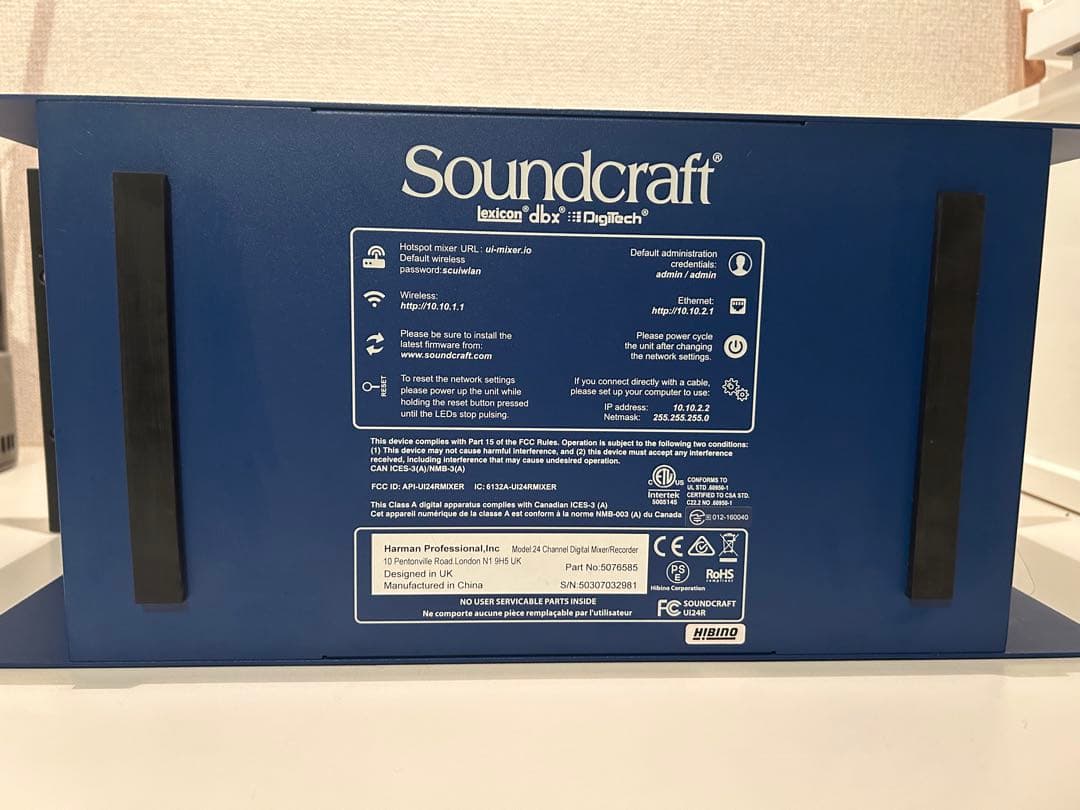 Soundcraft®
lexicon® dbx® DigiTech®
Hotspot mixer URL: ui-mixer.io
Default wireless
password:scuiwlan
Default administration
credentials:
admin / admin
Wireless:
http://10.10.1.1
Ethernet:
http://10.10.2.1
Please be sure to install the
latest firmware from:
www.soundcraft.com
Please power cycle
the unit after changing
the network settings.
RESET
To reset the network settings
please power up the unit while
holding the reset button pressed
until the LEDs stop pulsing.
If you connect directly with a cable,
please set up your computer to use:
IP address: 10.10.2.2
Netmask: 255.255.255.0
This device complies with Part 15 of the FCC Rules. Operation is subject to the following two conditions:
(1) This device may not cause harmful interference, and (2) this device must accept any interference
received, including interference that may cause undesired operation.
CAN ICES-3(A)/NMB-3(A)
FCC ID: API-UI24RMIXER IC: 6132A-UI24RMIXER
This Class A digital apparatus complies with Canadian ICES-3 (A)
Cet appareil numérique de la classe A est conform à la norme NMB-003 (A) du Canada
C ETL US
Intertek
5005145
CONFORMS TO
UL STD .60950-1
CERTIFIED TO CSA STD.
C22.2 NO .60950-1
012-160040
Harman Professional,Inc Model:24 Channel Digital Mixer/Recorder
10 Pentonville Road.London N1 9H5 UK
Designed in UK
Part No:5076585
Manufactured in China
S/N:50307032981
NO USER SERVICABLE PARTS INSIDE
Ne comporte aucune pièce remplaçable par l'utilisateur
CE
PS
E
Hibino Corporation
RoHS
compliant
FC SOUNDCRAFT
UI24R
HIBINO